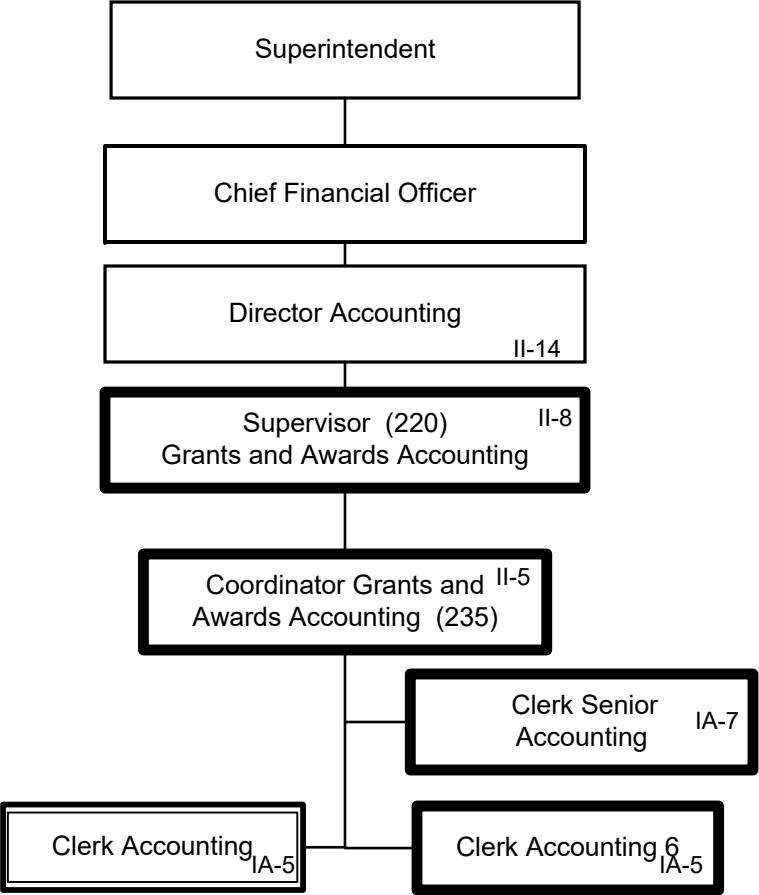 Superintendent
Chief Financial Officer
Director Accounting
II-14
Supervisor (220)
II-8
Grants and Awards Accounting
Coordinator Grants and
II-5
Awards Accounting (235)
Clerk Senior
Accounting
IA-7
Clerk Accounting
IA-5
Clerk Accounting 6
IA-5